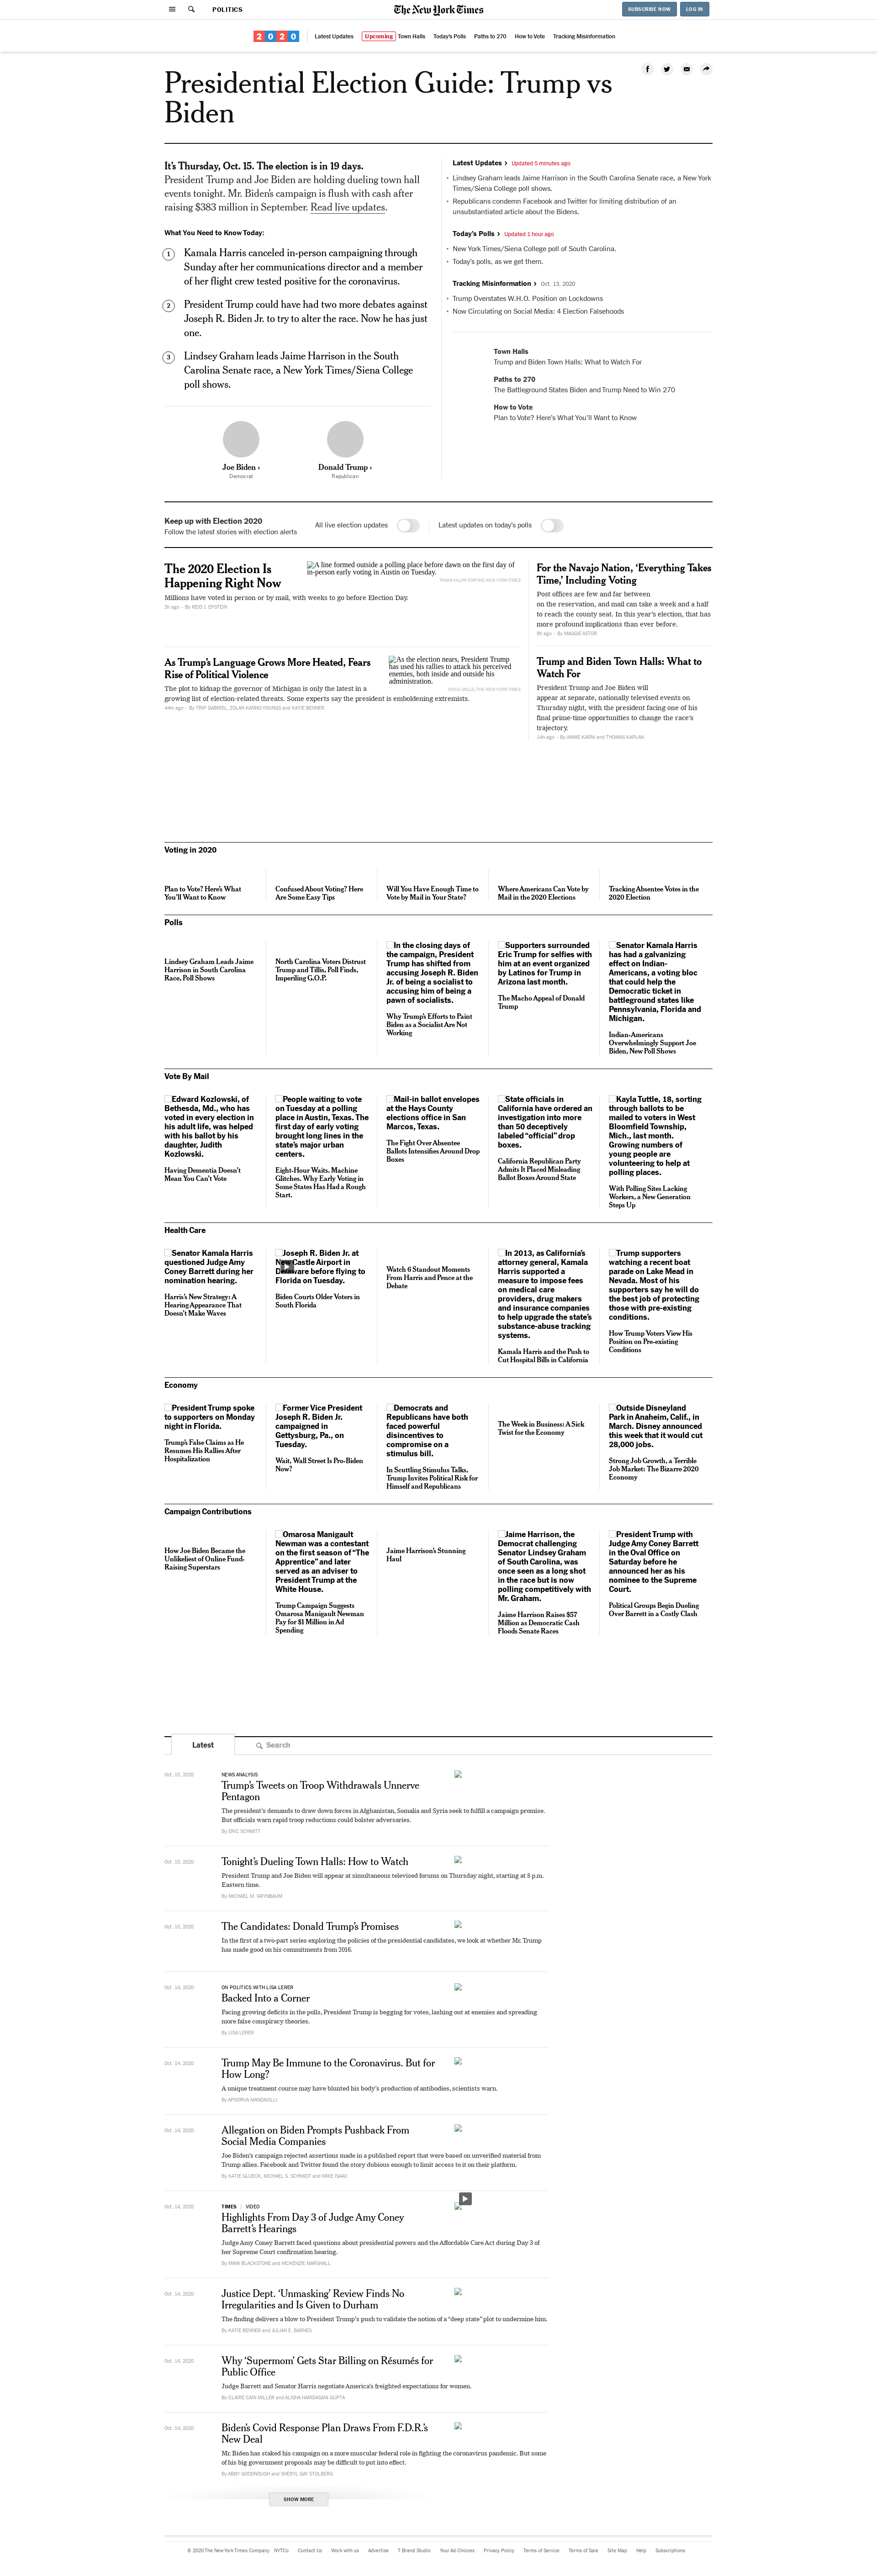 POLITICS
The New York Times
SUBSCRIBE NOW
LOG IN
2020
Latest Updates
Upcoming Town Halls
Today's Polls
Paths to 270
How to Vote
Tracking Misinformation
Presidential Election Guide: Trump vs
Biden
It's Thursday, Oct. 15. The election is in 19 days.
President Trump and Joe Biden are holding dueling town hall
events tonight. Mr. Biden's campaign is flush with cash after
raising $383 million in September. Read live updates.
What You Need to Know Today:
1
Kamala Harris canceled in-person campaigning through
Sunday after her communications director and a member
of her flight crew tested positive for the coronavirus.
2
President Trump could have had two more debates against
Joseph R. Biden Jr. to try to alter the race. Now he has just
one.
3
Lindsey Graham leads Jaime Harrison in the South
Carolina Senate race, a New York Times/Siena College
poll shows.
Joe Biden ›
Democrat
Donald Trump ›
Republican
Latest Updates › Updated 5 minutes ago
• Lindsey Graham leads Jaime Harrison in the South Carolina Senate race, a New York
Times/Siena College poll shows.
• Republicans condemn Facebook and Twitter for limiting distribution of an
unsubstantiated article about the Bidens.
Today's Polls › Updated 1 hour ago
• New York Times/Siena College poll of South Carolina.
• Today's polls, as we get them.
Tracking Misinformation › Oct. 13, 2020
• Trump Overstates W.H.O. Position on Lockdowns
• Now Circulating on Social Media: 4 Election Falsehoods
Town Halls
Trump and Biden Town Halls: What to Watch For
Paths to 270
The Battleground States Biden and Trump Need to Win 270
How to Vote
Plan to Vote? Here's What You'll Want to Know
Keep up with Election 2020
Follow the latest stories with election alerts
All live election updates
Latest updates on today's polls
The 2020 Election Is
Happening Right Now
A line formed outside a polling place before dawn on the first day of
in-person early voting in Austin on Tuesday.
TAMIR KALIFA FOR THE NEW YORK TIMES
Millions have voted in person or by mail, with weeks to go before Election Day.
3h ago · By REID J. EPSTEIN
As Trump's Language Grows More Heated, Fears
Rise of Political Violence
As the election nears, President Trump
has used his rallies to attack his perceived
enemies, both inside and outside his
administration.
DOUG MILLS/THE NEW YORK TIMES
The plot to kidnap the governor of Michigan is only the latest in a
growing list of election-related threats. Some experts say the president is emboldening extremists.
44m ago · By TRIP GABRIEL, ZOLAN KANNO-YOUNGS and KATIE BENNER
For the Navajo Nation, 'Everything Takes
Time,' Including Voting
Post offices are few and far between
on the reservation, and mail can take a week and a half
to reach the county seat. In this year's election, that has
more profound implications than ever before.
6h ago · By MAGGIE ASTOR
Trump and Biden Town Halls: What to
Watch For
President Trump and Joe Biden will
appear at separate, nationally televised events on
Thursday night, with the president facing one of his
final prime-time opportunities to change the race's
trajectory.
14h ago · By ANNIE KARNI and THOMAS KAPLAN
Voting in 2020
Plan to Vote? Here's What
You'll Want to Know
Confused About Voting? Here
Are Some Easy Tips
Will You Have Enough Time to
Vote by Mail in Your State?
Where Americans Can Vote by
Mail in the 2020 Elections
Tracking Absentee Votes in the
2020 Election
Polls
Lindsey Graham Leads Jaime
Harrison in South Carolina
Race, Poll Shows
North Carolina Voters Distrust
Trump and Tillis, Poll Finds,
Imperiling G.O.P.
In the closing days of
the campaign, President
Trump has shifted from
accusing Joseph R. Biden
Jr. of being a socialist to
accusing him of being a
pawn of socialists.
Why Trump's Efforts to Paint
Biden as a Socialist Are Not
Working
Supporters surrounded
Eric Trump for selfies with
him at an event organized
by Latinos for Trump in
Arizona last month.
The Macho Appeal of Donald
Trump
Senator Kamala Harris
has had a galvanizing
effect on Indian-
Americans, a voting bloc
that could help the
Democratic ticket in
battleground states like
Pennsylvania, Florida and
Michigan.
Indian-Americans
Overwhelmingly Support Joe
Biden, New Poll Shows
Vote By Mail
Edward Kozlowski, of
Bethesda, Md., who has
voted in every election in
his adult life, was helped
with his ballot by his
daughter, Judith
Kozlowski.
Having Dementia Doesn't
Mean You Can't Vote
People waiting to vote
on Tuesday at a polling
place in Austin, Texas. The
first day of early voting
brought long lines in the
state's major urban
centers.
Eight-Hour Waits. Machine
Glitches. Why Early Voting in
Some States Has Had a Rough
Start.
Mail-in ballot envelopes
at the Hays County
elections office in San
Marcos, Texas.
The Fight Over Absentee
Ballots Intensifies Around Drop
Boxes
State officials in
California have ordered an
investigation into more
than 50 deceptively
labeled "official" drop
boxes.
California Republican Party
Admits It Placed Misleading
Ballot Boxes Around State
Kayla Tuttle, 18, sorting
through ballots to be
mailed to voters in West
Bloomfield Township,
Mich., last month.
Growing numbers of
young people are
volunteering to help at
polling places.
With Polling Sites Lacking
Workers, a New Generation
Steps Up
Health Care
Senator Kamala Harris
questioned Judge Amy
Coney Barrett during her
nomination hearing.
Harris's New Strategy: A
Hearing Appearance That
Doesn't Make Waves
Joseph R. Biden Jr. at
New Castle Airport in
Delaware before flying to
Florida on Tuesday.
Biden Courts Older Voters in
South Florida
Watch 6 Standout Moments
From Harris and Pence at the
Debate
In 2013, as California's
attorney general, Kamala
Harris supported a
measure to impose fees
on medical care
providers, drug makers
and insurance companies
to help upgrade the state's
substance-abuse tracking
systems.
Kamala Harris and the Push to
Cut Hospital Bills in California
Trump supporters
watching a recent boat
parade on Lake Mead in
Nevada. Most of his
supporters say he will do
the best job of protecting
those with pre-existing
conditions.
How Trump Voters View His
Position on Pre-existing
Conditions
Economy
President Trump spoke
to supporters on Monday
night in Florida.
Trump's False Claims as He
Resumes His Rallies After
Hospitalization
Former Vice President
Joseph R. Biden Jr.
campaigned in
Gettysburg, Pa., on
Tuesday.
Wait, Wall Street Is Pro-Biden
Now?
Democrats and
Republicans have both
faced powerful
disincentives to
compromise on a
stimulus bill.
In Scuttling Stimulus Talks,
Trump Invites Political Risk for
Himself and Republicans
The Week in Business: A Sick
Twist for the Economy
Outside Disneyland
Park in Anaheim, Calif., in
March. Disney announced
this week that it would cut
28,000 jobs.
Strong Job Growth, a Terrible
Job Market: The Bizarre 2020
Economy
Campaign Contributions
How Joe Biden Became the
Unlikeliest of Online Fund-
Raising Superstars
Omarosa Manigault
Newman was a contestant
on the first season of "The
Apprentice" and later
served as an adviser to
President Trump at the
White House.
Trump Campaign Suggests
Omarosa Manigault Newman
Pay for $1 Million in Ad
Spending
Jaime Harrison's Stunning
Haul
Jaime Harrison, the
Democrat challenging
Senator Lindsey Graham
of South Carolina, was
once seen as a long shot
in the race but is now
polling competitively with
Mr. Graham.
Jaime Harrison Raises $57
Million as Democratic Cash
Floods Senate Races
President Trump with
Judge Amy Coney Barrett
in the Oval Office on
Saturday before he
announced her as his
nominee to the Supreme
Court.
Political Groups Begin Dueling
Over Barrett in a Costly Clash
Latest
Search
Oct. 15, 2020
NEWS ANALYSIS
Trump's Tweets on Troop Withdrawals Unnerve
Pentagon
The president's demands to draw down forces in Afghanistan, Somalia and Syria seek to fulfill a campaign promise.
But officials warn rapid troop reductions could bolster adversaries.
By ERIC SCHMITT
Oct. 15, 2020
Tonight's Dueling Town Halls: How to Watch
President Trump and Joe Biden will appear at simultaneous televised forums on Thursday night, starting at 8 p.m.
Eastern time.
By MICHAEL M. GRYNBAUM
Oct. 15, 2020
The Candidates: Donald Trump's Promises
In the first of a two-part series exploring the policies of the presidential candidates, we look at whether Mr. Trump
has made good on his commitments from 2016.
Oct. 14, 2020
ON POLITICS WITH LISA LERER
Backed Into a Corner
Facing growing deficits in the polls, President Trump is begging for votes, lashing out at enemies and spreading
more false conspiracy theories.
By LISA LERER
Oct. 14, 2020
Trump May Be Immune to the Coronavirus. But for
How Long?
A unique treatment course may have blunted his body's production of antibodies, scientists warn.
By APOORVA MANDAVILLI
Oct. 14, 2020
Allegation on Biden Prompts Pushback From
Social Media Companies
Joe Biden's campaign rejected assertions made in a published report that were based on unverified material from
Trump allies. Facebook and Twitter found the story dubious enough to limit access to it on their platform.
By KATIE GLUECK, MICHAEL S. SCHMIDT and MIKE ISAAC
Oct. 14, 2020
TIMES | VIDEO
Highlights From Day 3 of Judge Amy Coney
Barrett's Hearings
Judge Amy Coney Barrett faced questions about presidential powers and the Affordable Care Act during Day 3 of
her Supreme Court confirmation hearing.
By MAYA BLACKSTONE and MCKENZIE MARSHALL
Oct. 14, 2020
Justice Dept. 'Unmasking' Review Finds No
Irregularities and Is Given to Durham
The finding delivers a blow to President Trump's push to validate the notion of a "deep state" plot to undermine him.
By KATIE BENNER and JULIAN E. BARNES
Oct. 14, 2020
Why 'Supermom' Gets Star Billing on Résumés for
Public Office
Judge Barrett and Senator Harris negotiate America's freighted expectations for women.
By CLAIRE CAIN MILLER and ALISHA HARIDASANI GUPTA
Oct. 14, 2020
Biden's Covid Response Plan Draws From F.D.R.'s
New Deal
Mr. Biden has staked his campaign on a more muscular federal role in fighting the coronavirus pandemic. But some
of his big government proposals may be difficult to put into effect.
By ABBY GOODNOUGH and SHERYL GAY STOLBERG
SHOW MORE
© 2020 The New York Times Company
NYTCo
Contact Us
Work with us
Advertise
T Brand Studio
Your Ad Choices
Privacy Policy
Terms of Service
Terms of Sale
Site Map
Help
Subscriptions